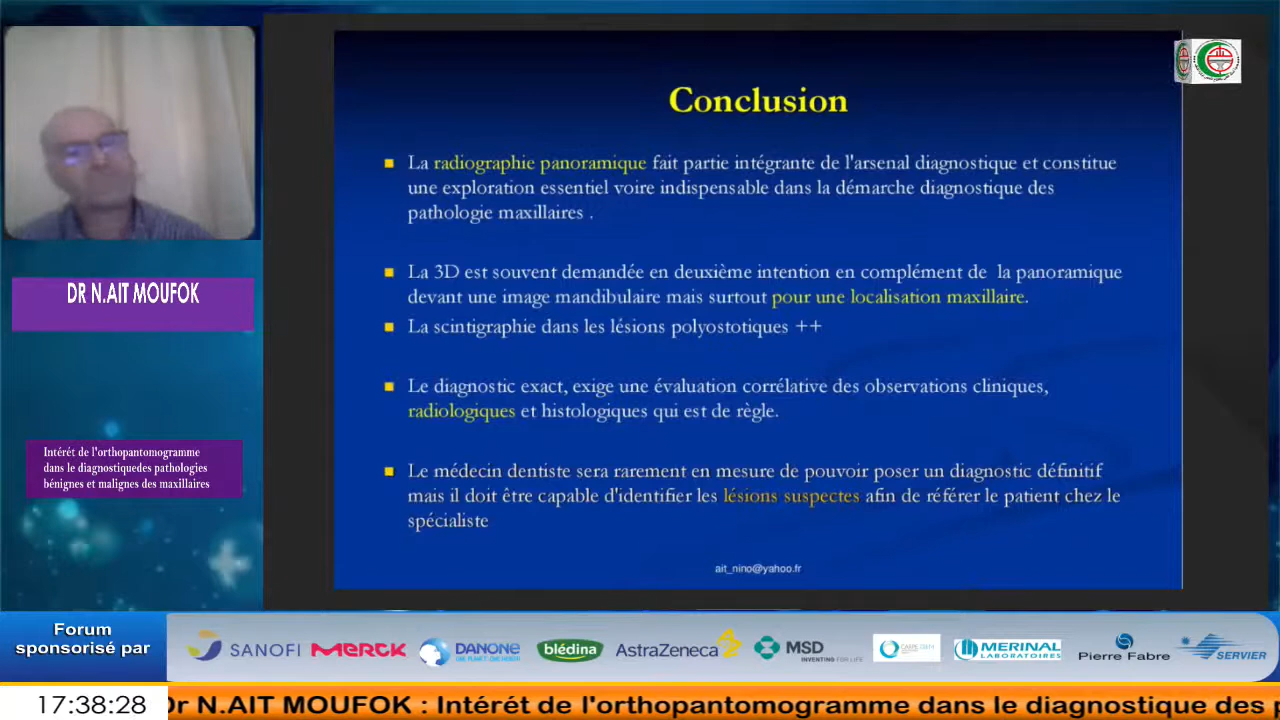 DR N.AIT MOUFOK
Intérét de l'orthopantomogramme
dans le diagnostiquedes pathologies
bénignes et malignes des maxillaires
Conclusion
La radiographie panoramique fait partie intégrante de l'arsenal diagnostique et constitue
une exploration essentiel voire indispensable dans la démarche diagnostique des
pathologie maxillaires .
La 3D est souvent demandée en deuxième intention en complément de la panoramique
devant une image mandibulaire mais surtout pour une localisation maxillaire.
La scintigraphie dans les lésions polyostotiques ++
Le diagnostic exact, exige une évaluation corrélative des observations cliniques,
radiologiques et histologiques qui est de règle.
Le médecin dentiste sera rarement en mesure de pouvoir poser un diagnostic définitif
mais il doit être capable d'identifier les lésions suspectes afin de référer le patient chez le
spécialiste
ait_nino@yahoo.fr
Forum
sponsorisé par
SANOFI
MERCK
DANONE
blédina
AstraZeneca
MSD
INVENTING FOR LIFE
MERINAL
LABORATOIRES
Pierre Fabre
SERVIER
17:38:28
Dr N.AIT MOUFOK : Intérét de l'orthopantomogramme dans le diagnostique des